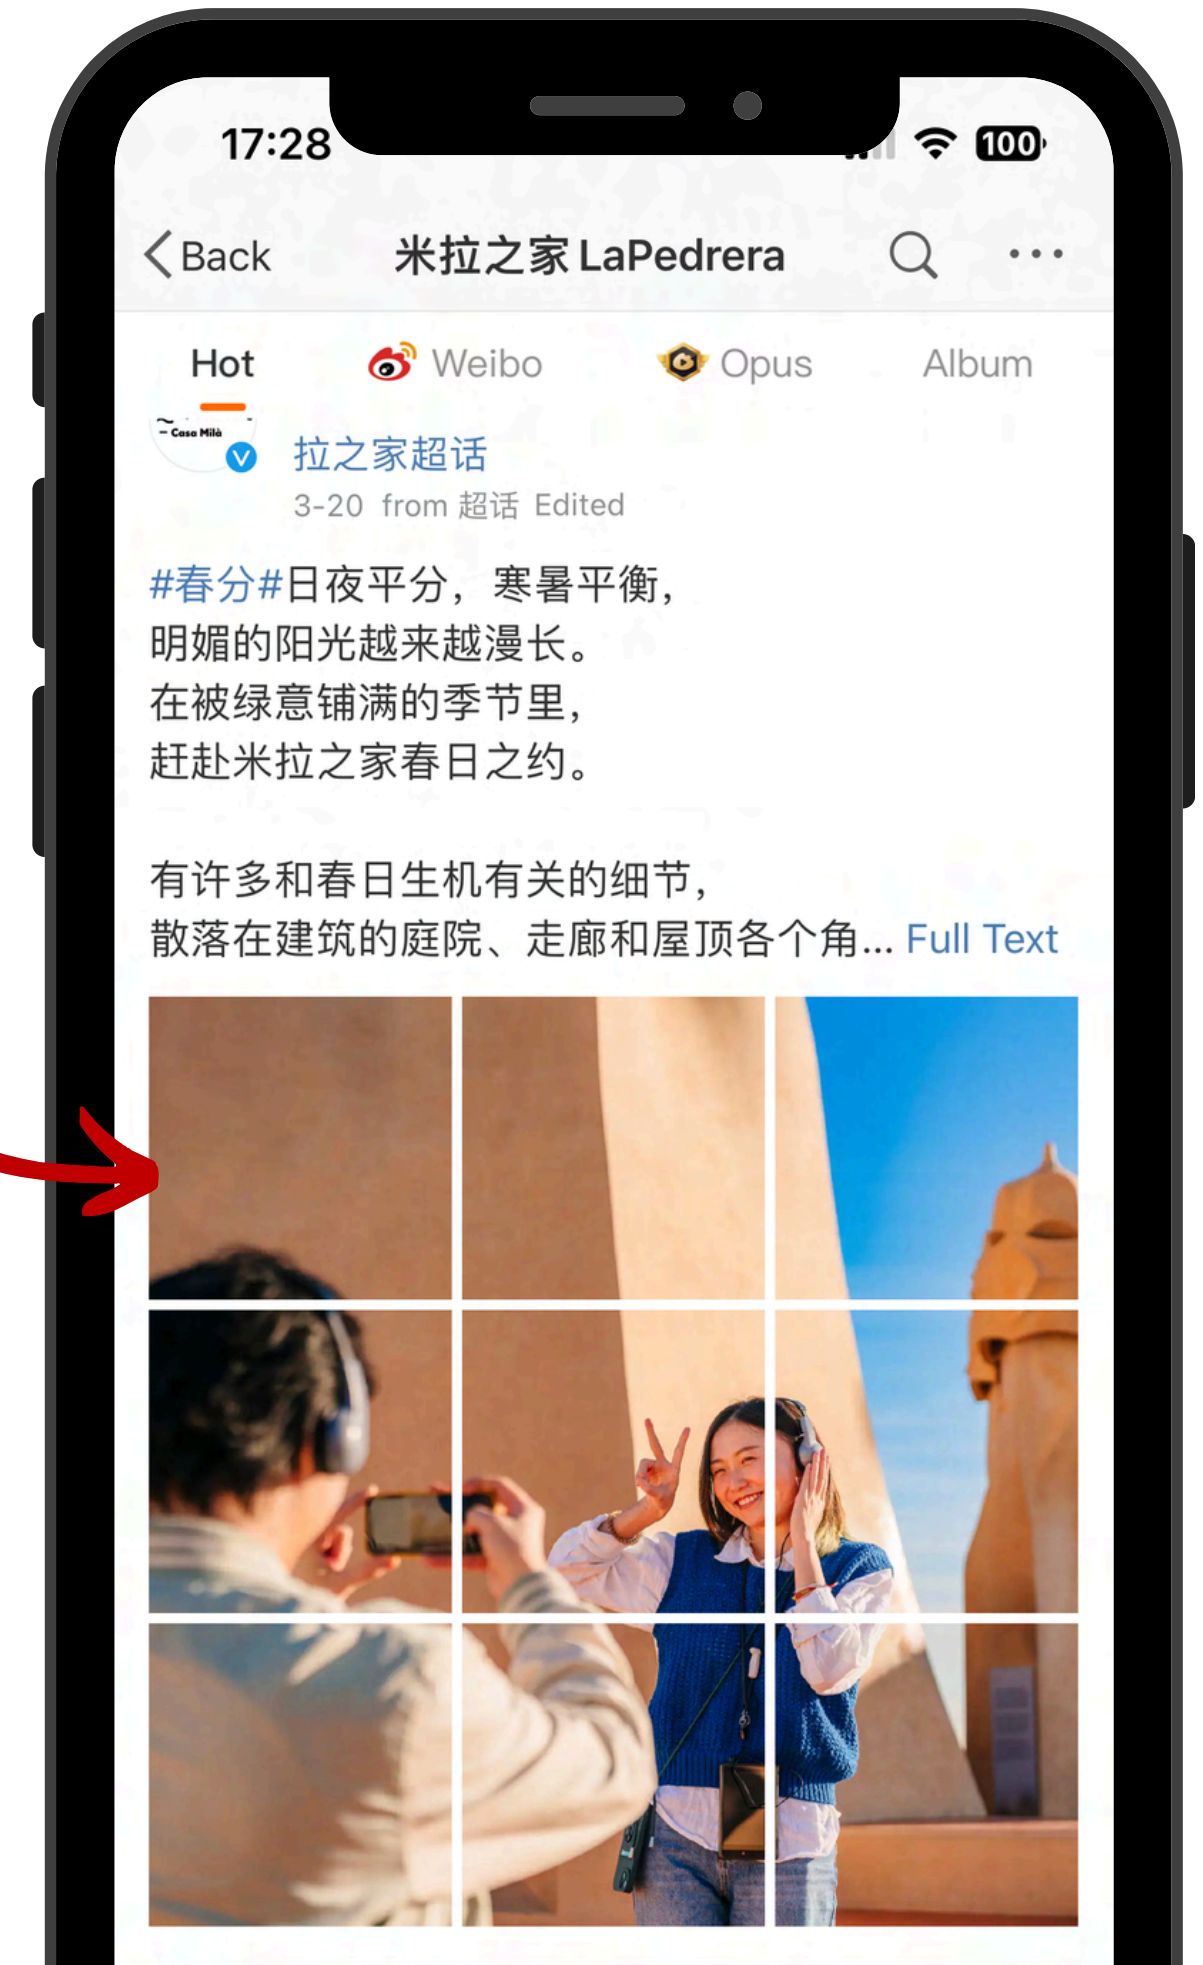 17:28
100
Back
米拉之家 LaPedrera
Hot
Weibo
Opus
Album
– Casa Milà
拉之家超话
3-20 from 超话 Edited
#春分#日夜平分，寒暑平衡，
明媚的阳光越来越漫长。
在被绿意铺满的季节里，
赶赴米拉之家春日之约。
有许多和春日生机有关的细节，
散落在建筑的庭院、走廊和屋顶各个角... Full Text